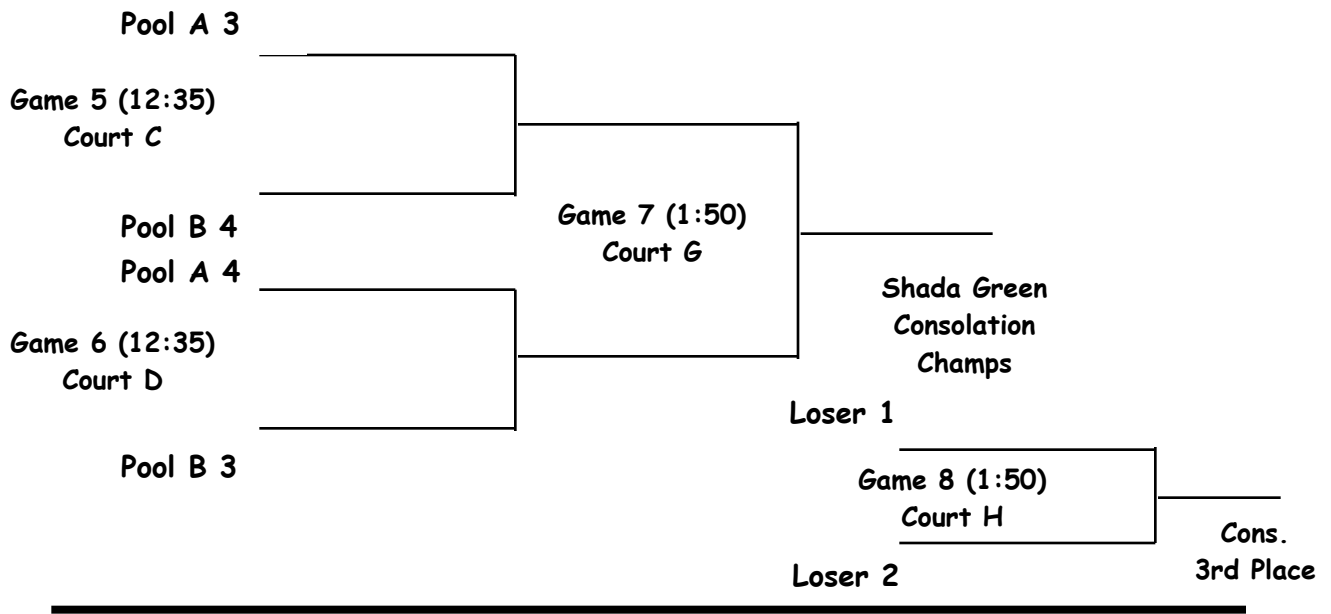 Pool A 3
Game 5 (12:35)
Court C
Pool B 4
Game 7 (1:50)
Court G
Pool A 4
Game 6 (12:35)
Court D
Pool B 3
Shada Green
Consolation
Champs
Loser 1
Game 8 (1:50)
Court H
Loser 2
Cons.
3rd Place